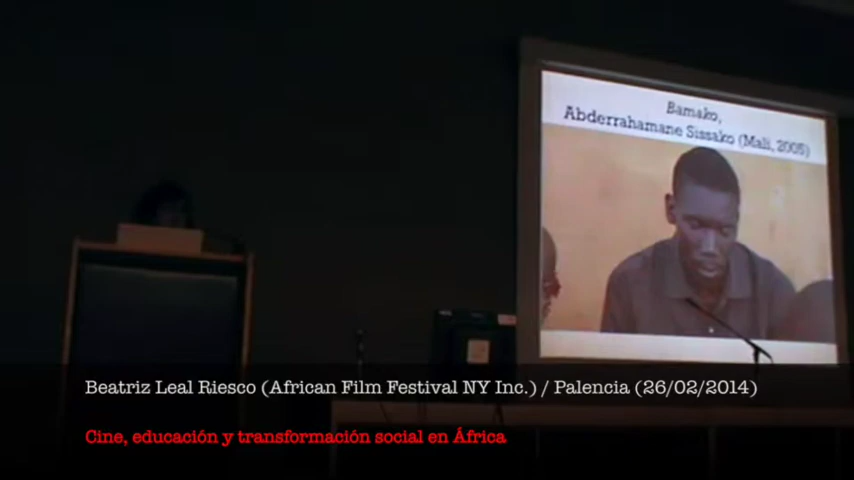 Bamako,
Abderrahamane Sissako (Mali, 2005)
Beatriz Leal Riesco (African Film Festival NY Inc.) / Palencia (26/02/2014)
Cine, educación y transformación social en África